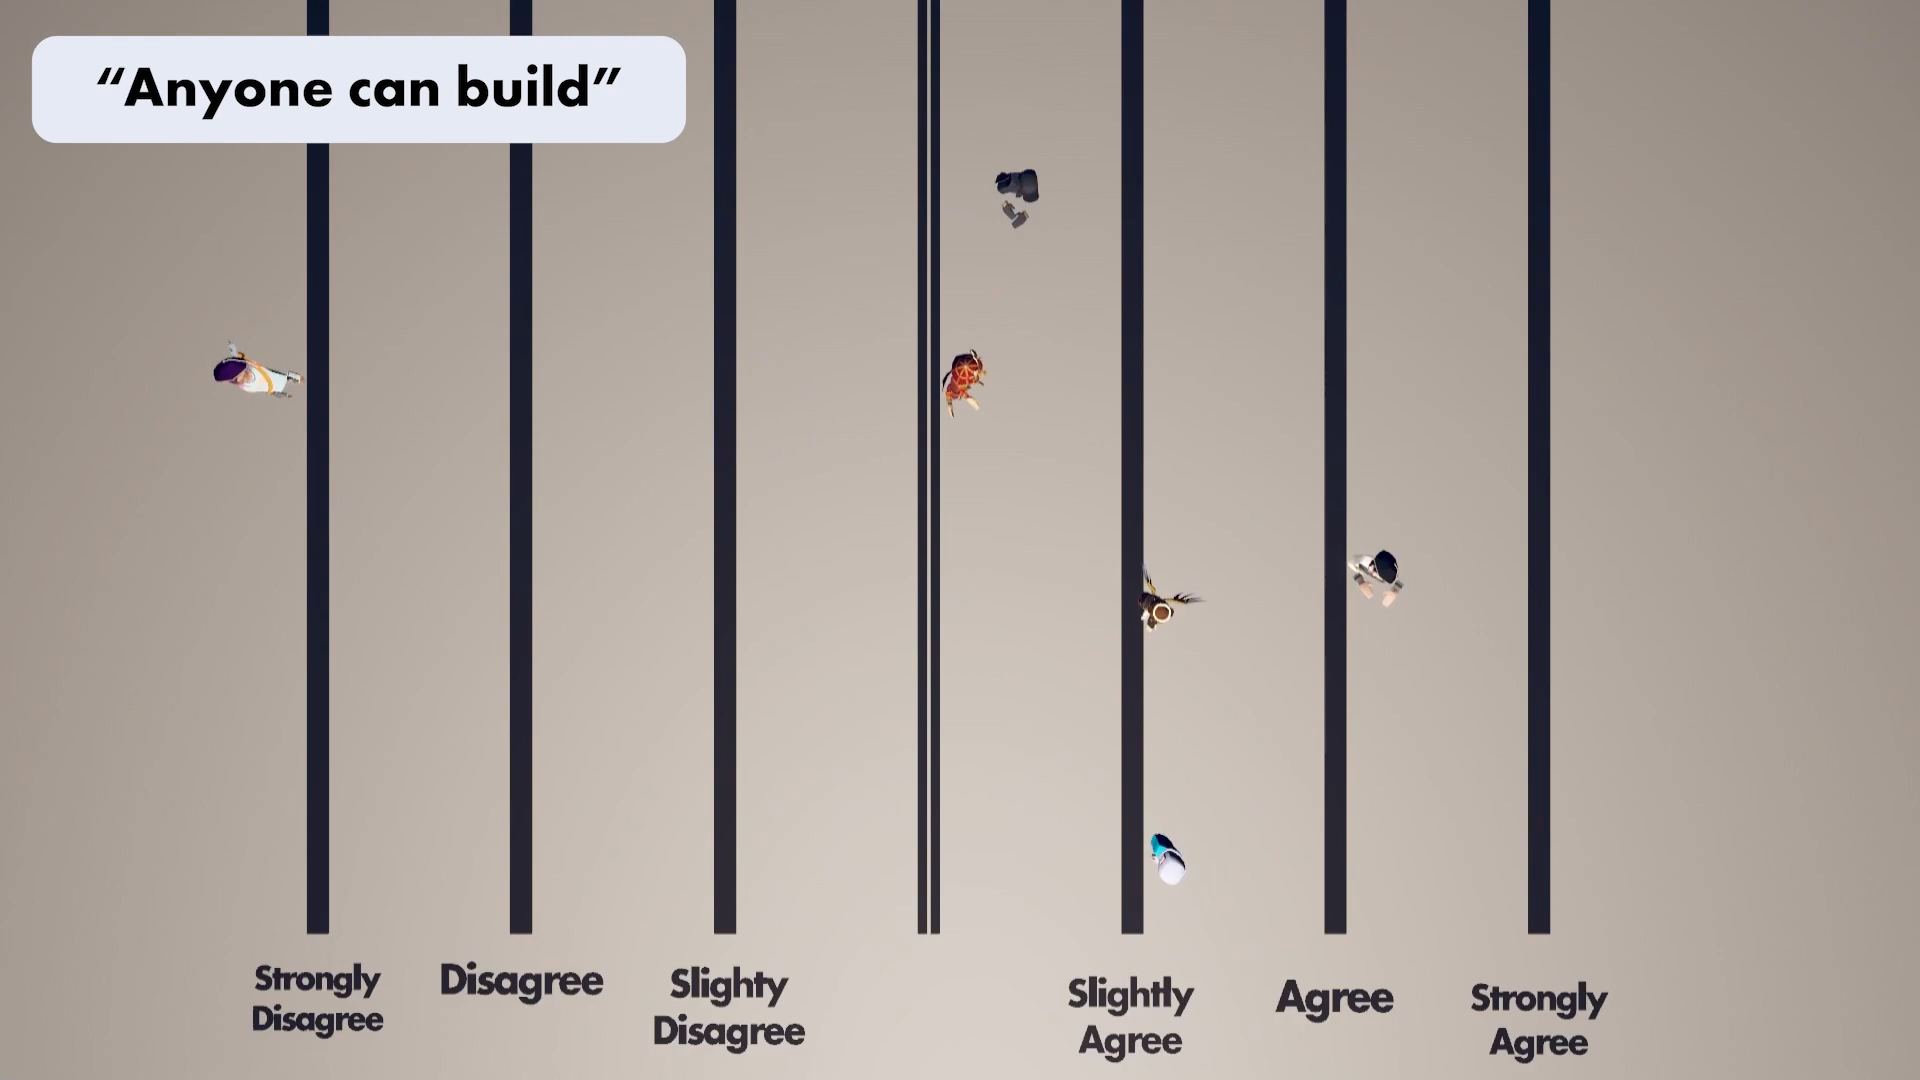 “Anyone can build”
Strongly
Disagree
Disagree
Slighty
Disagree
Slightly
Agree
Agree
Strongly
Agree